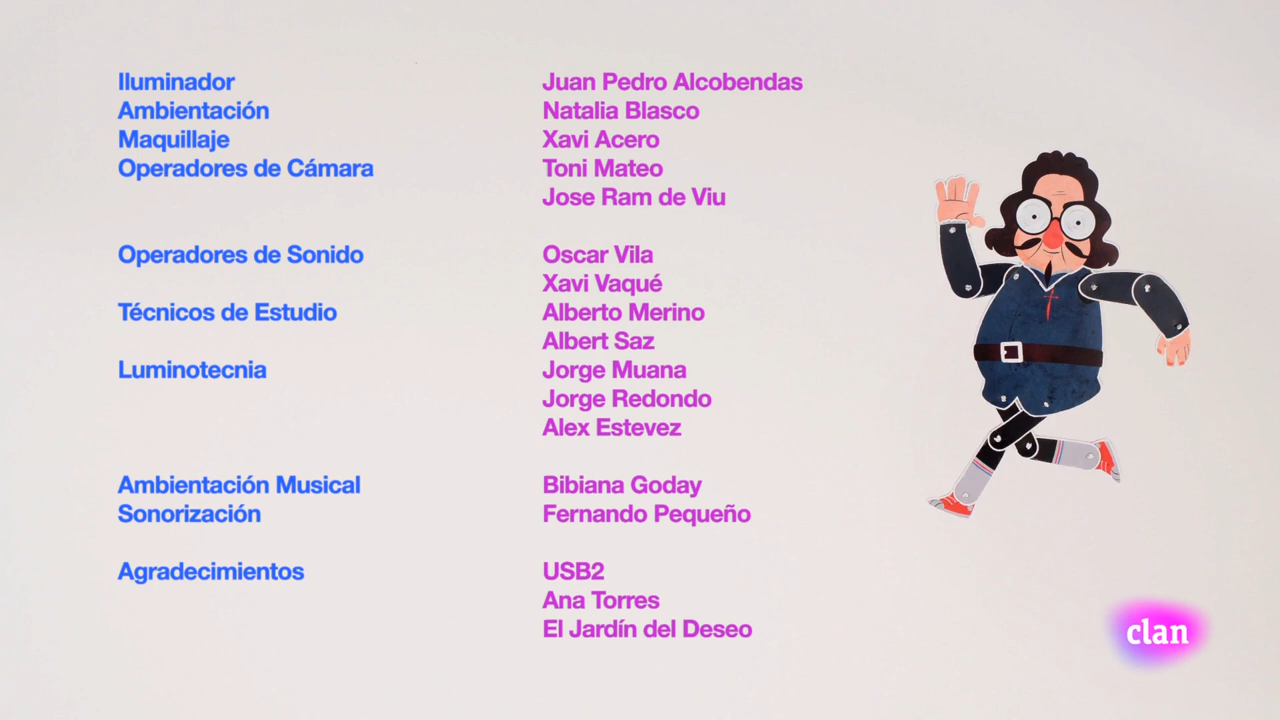 Iluminador Juan Pedro Alcobendas
Ambientación Natalia Blasco
Maquillaje Xavi Acero
Operadores de Cámara Toni Mateo
Jose Ram de Viu
Operadores de Sonido Oscar Vila
Xavi Vaqué
Técnicos de Estudio Alberto Merino
Albert Saz
Luminotecnia Jorge Muana
Jorge Redondo
Alex Estevez
Ambientación Musical Bibiana Goday
Sonorización Fernando Pequeño
Agradecimientos USB2
Ana Torres
El Jardín del Deseo
clan